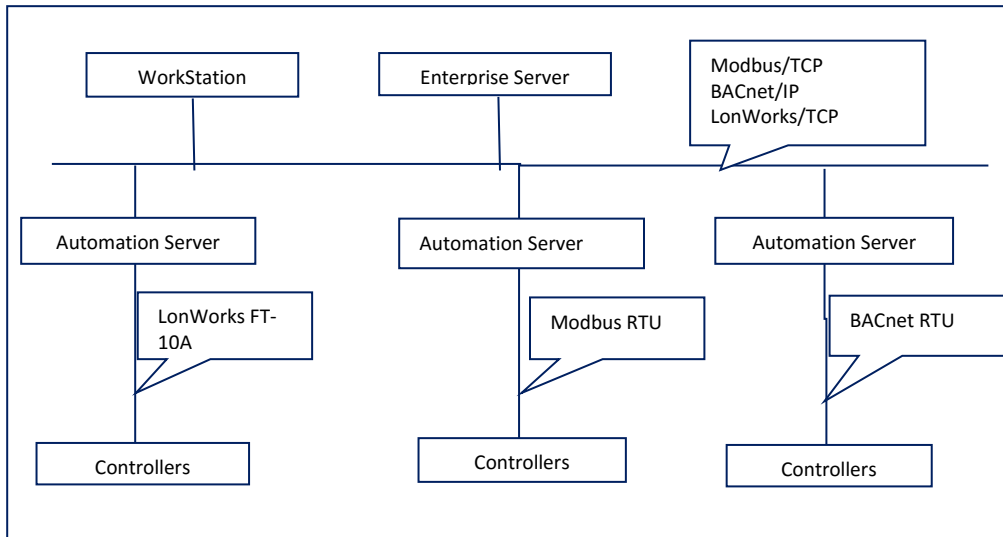 WorkStation
Enterprise Server
Modbus/TCP
BACnet/IP
LonWorks/TCP
Automation Server
Automation Server
Automation Server
LonWorks FT-
10A
Modbus RTU
BACnet RTU
Controllers
Controllers
Controllers